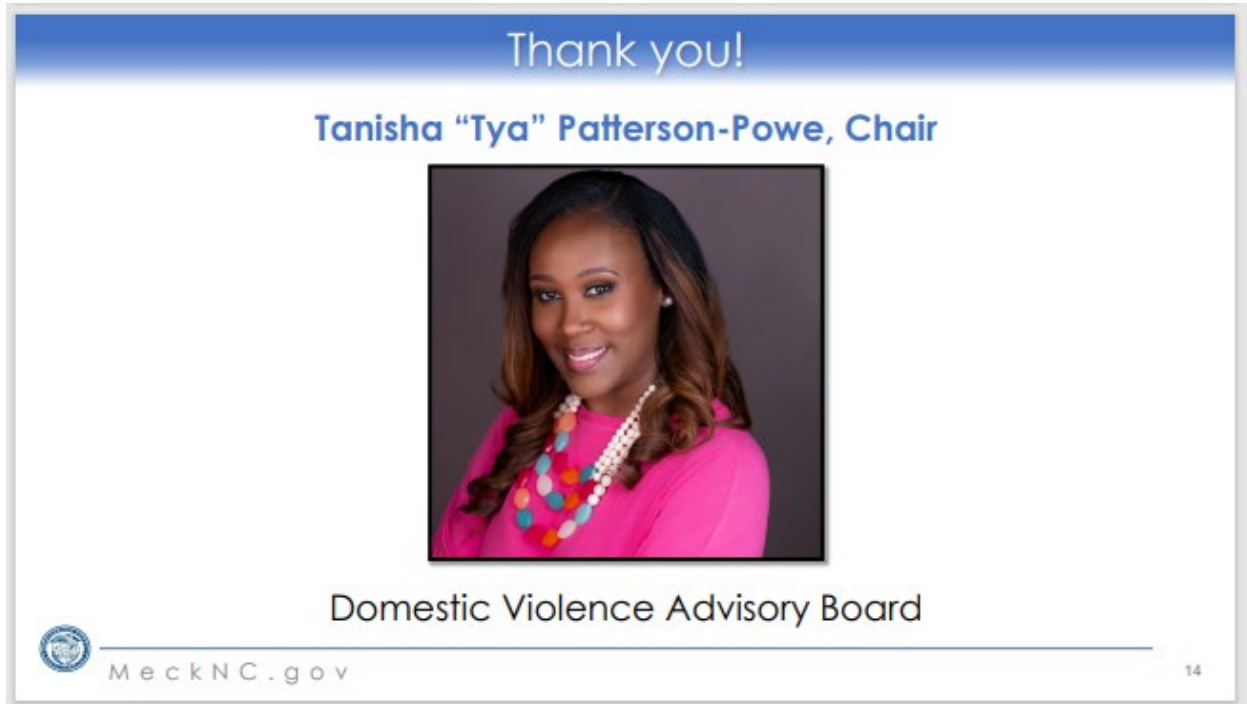 Thank you!
Tanisha “Tya” Patterson-Powe, Chair
Domestic Violence Advisory Board
MeckNC.gov
14